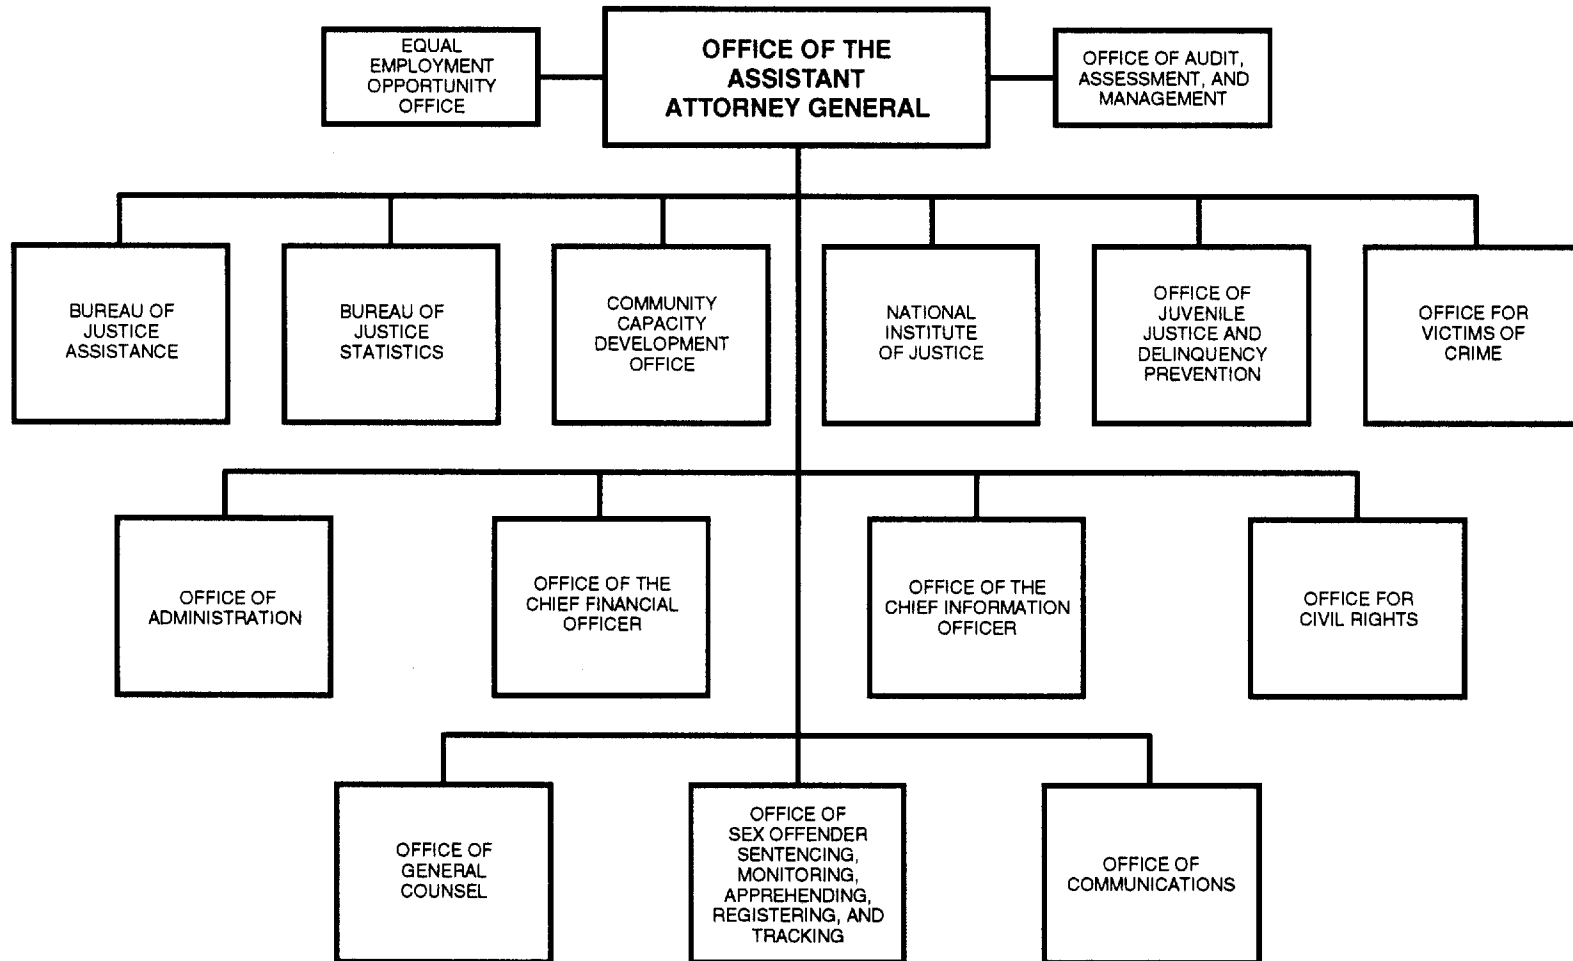 EQUAL
EMPLOYMENT
OPPORTUNITY
OFFICE
OFFICE OF THE
ASSISTANT
ATTORNEY GENERAL
OFFICE OF AUDIT,
ASSESSMENT, AND
MANAGEMENT
BUREAU OF
JUSTICE
ASSISTANCE
BUREAU OF
JUSTICE
STATISTICS
COMMUNITY
CAPACITY
DEVELOPMENT
OFFICE
NATIONAL
INSTITUTE
OF JUSTICE
OFFICE OF
JUVENILE
JUSTICE AND
DELINQUENCY
PREVENTION
OFFICE FOR
VICTIMS OF
CRIME
OFFICE OF
ADMINISTRATION
OFFICE OF THE
CHIEF FINANCIAL
OFFICER
OFFICE OF THE
CHIEF INFORMATION
OFFICER
OFFICE FOR
CIVIL RIGHTS
OFFICE OF
GENERAL
COUNSEL
OFFICE OF
SEX OFFENDER
SENTENCING,
MONITORING,
APPREHENDING,
REGISTERING, AND
TRACKING
OFFICE OF
COMMUNICATIONS